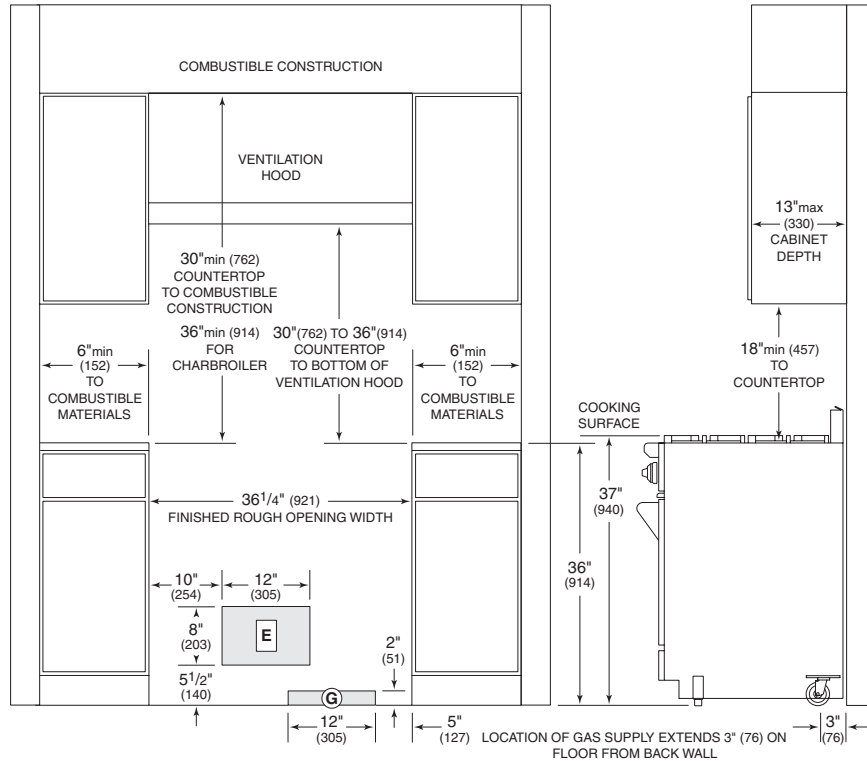 COMBUSTIBLE CONSTRUCTION
VENTILATION
HOOD
13"max
(330)
CABINET
DEPTH
30"min (762)
COUNTERTOP
TO COMBUSTIBLE
CONSTRUCTION
36"min (914)
FOR
CHARBROILER
30"(762) TO 36"(914)
COUNTERTOP
TO BOTTOM OF
VENTILATION HOOD
6"min
(152)
TO
COMBUSTIBLE
MATERIALS
6"min
(152)
TO
COMBUSTIBLE
MATERIALS
18"min (457)
TO
COUNTERTOP
COOKING
SURFACE
36 1/4" (921)
FINISHED ROUGH OPENING WIDTH
37"
(940)
36"
(914)
10"
(254)
12"
(305)
8"
(203)
E
2"
(51)
5 1/2"
(140)
G
12"
(305)
5"
(127)
LOCATION OF GAS SUPPLY EXTENDS 3" (76) ON
FLOOR FROM BACK WALL
3"
(76)